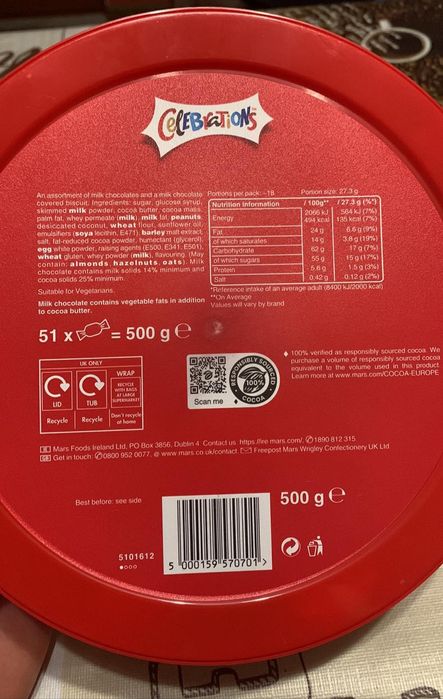 CELEBRATIONS
An assortment of milk chocolates and a milk chocolate
covered biscuit. Ingredients: sugar, glucose syrup,
skimmed milk powder, cocoa butter, cocoa mass,
palm fat, whey permeate (milk), milk fat, peanuts,
desiccated coconut, wheat flour, sunflower oil,
emulsifiers (soya lecithin, E471), barley malt extract,
salt, fat-reduced cocoa powder, humectant (glycerol),
egg white powder, raising agents (E500, E341, E501),
wheat gluten, whey powder (milk), flavouring. (May
contain: almonds, hazelnuts, oats). Milk
chocolate contains milk solids 14% minimum and
cocoa solids 25% minimum.
Suitable for Vegetarians.
Milk chocolate contains vegetable fats in addition
to cocoa butter.
Portions per pack: ~18 Portion size: 27.3 g
Nutrition Information / 100g** / 27.3 g (%*)
Energy 2066 kJ 564 kJ (7%)
494 kcal 135 kcal (7%)
Fat 24 g 6.6 g (9%)
of which saturates 14 g 3.8 g (19%)
Carbohydrate 62 g 17 g (7%)
of which sugars 55 g 15 g (17%)
Protein 5.6 g 1.5 g (3%)
Salt 0.42 g 0.12 g (2%)
*Reference intake of an average adult (8400 kJ/2000 kcal)
**On Average
Values will vary by brand
51 x = 500 g e
UK ONLY
LID
Recycle
TUB
Recycle
WRAP
RECYCLE
WITH BAGS
AT LARGE
SUPERMARKET
Don't recycle
at home
Scan me
RESPONSIBLY SOURCED
100%
COCOA
♦ 100% verified as responsibly sourced cocoa. We
purchase a volume of responsibly sourced cocoa
equivalent to the volume used in this product.
Learn more at www.mars.com/COCOA-EUROPE
IE Mars Foods Ireland Ltd, PO Box 3856, Dublin 4. Contact us: https://ire.mars.com/, 1890 812 315
GB Get in touch: 0800 952 0077, @ www.mars.co.uk/contact Freepost Mars Wrigley Confectionery UK Ltd
Best before: see side
500 g e
5101612
5 000159 570701 >